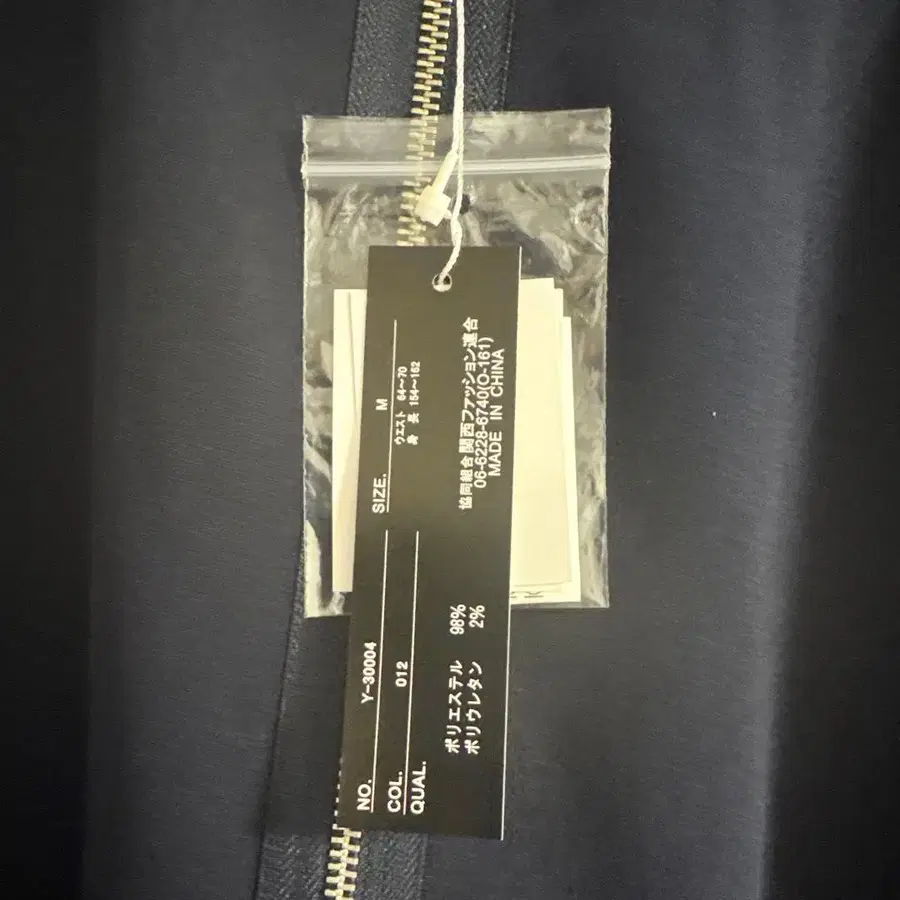 NO. Y-30004
COL. 012
QUAL.
ポリエステル 98%
ポリウレタン 2%
SIZE. M
ウエスト 64〜70
身 長 154〜162
協同組合関西ファッション連合
06-6228-6740(O-161)
MADE IN CHINA